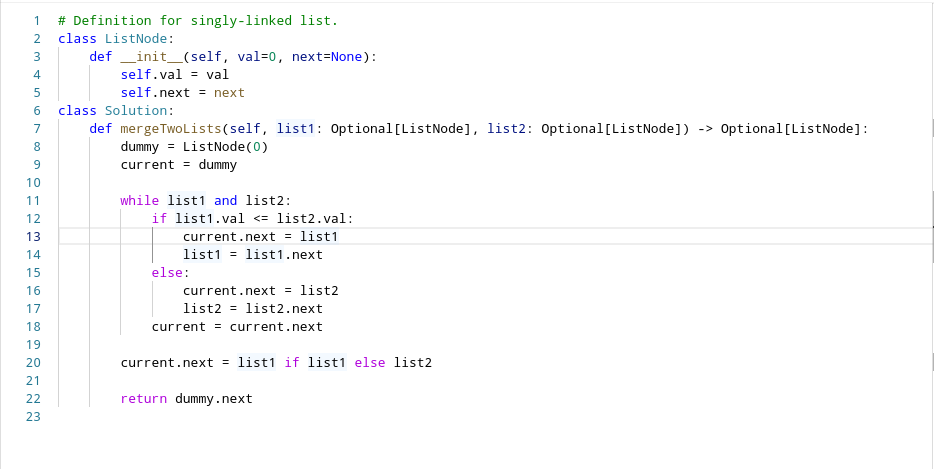 1 # Definition for singly-linked list.
2 class ListNode:
3     def __init__(self, val=0, next=None):
4         self.val = val
5         self.next = next
6 class Solution:
7     def mergeTwoLists(self, list1: Optional[ListNode], list2: Optional[ListNode]) -> Optional[ListNode]:
8         dummy = ListNode(0)
9         current = dummy
10
11         while list1 and list2:
12             if list1.val <= list2.val:
13                 current.next = list1
14                 list1 = list1.next
15             else:
16                 current.next = list2
17                 list2 = list2.next
18             current = current.next
19
20         current.next = list1 if list1 else list2
21
22         return dummy.next
23